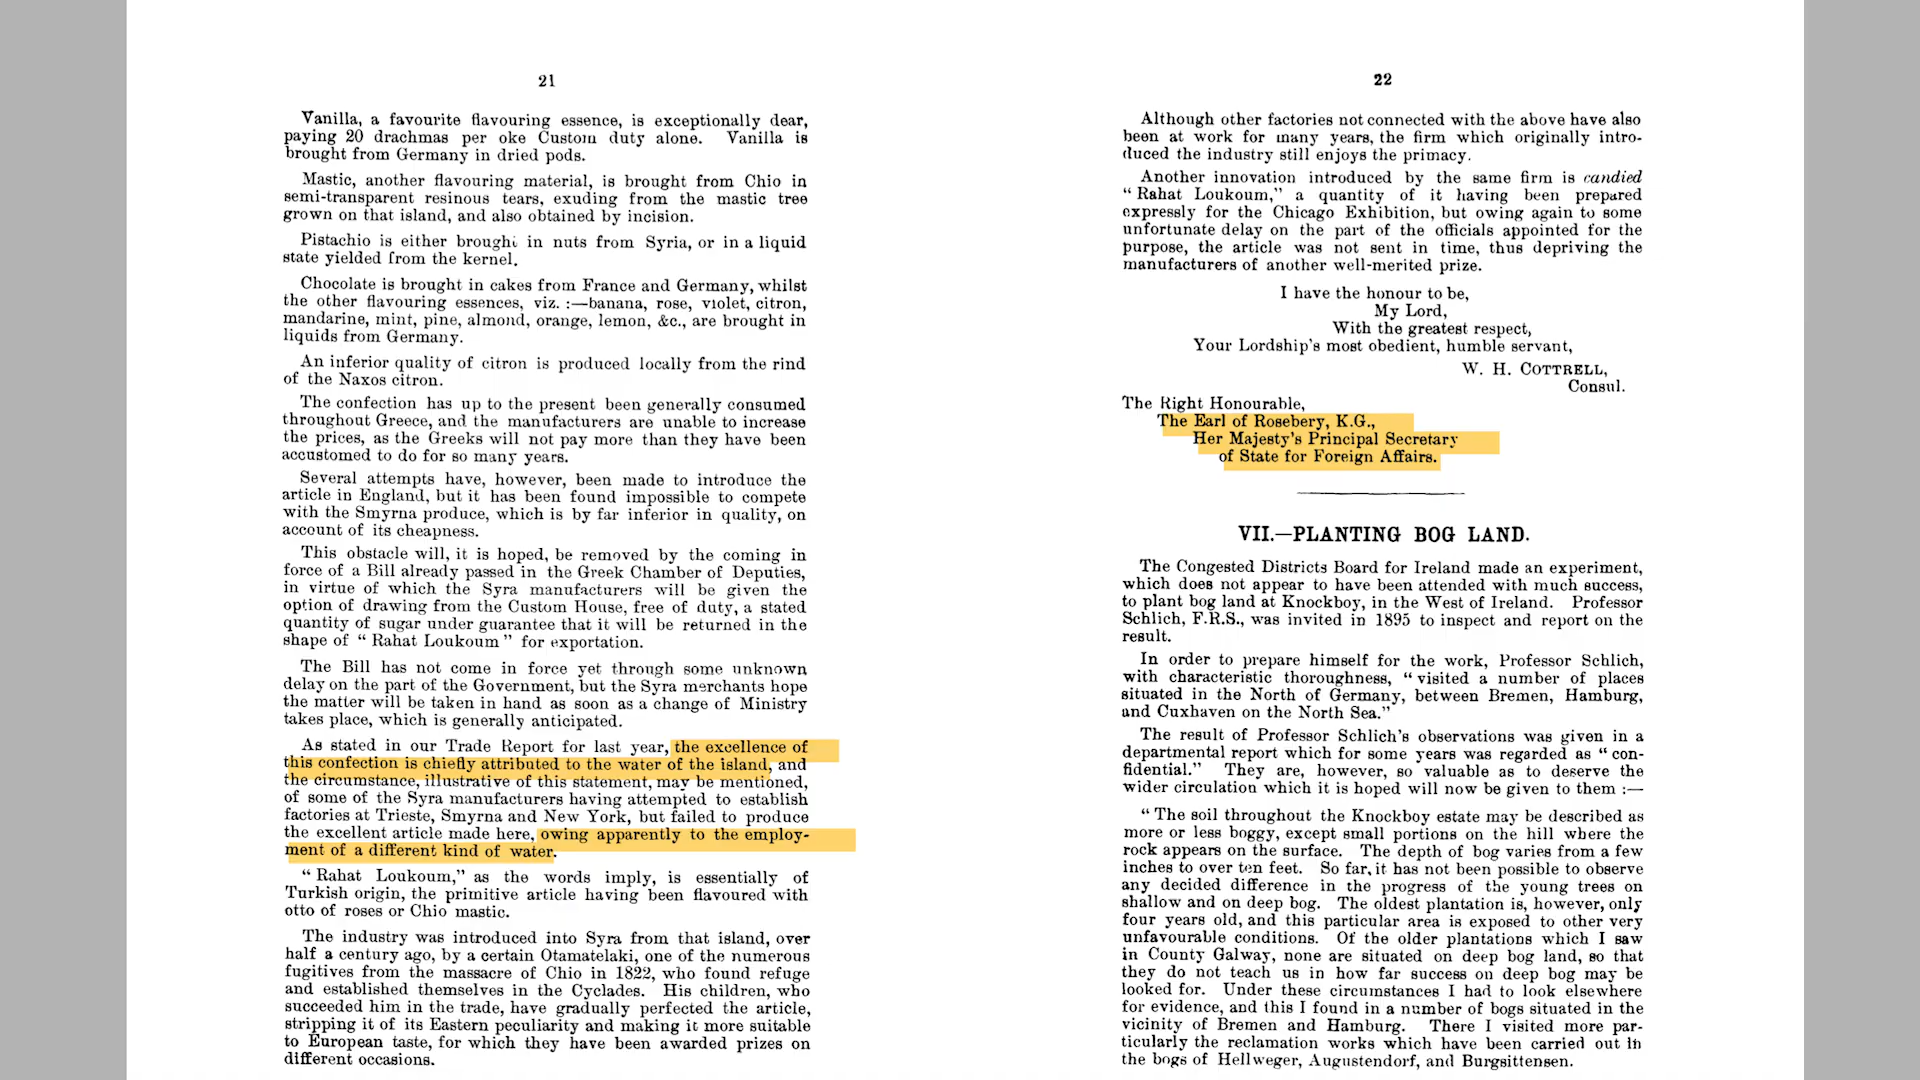 21
Vanilla, a favourite flavouring essence, is exceptionally dear,
paying 20 drachmas per oke Custom duty alone. Vanilla is
brought from Germany in dried pods.
Mastic, another flavouring material, is brought from Chio in
semi-transparent resinous tears, exuding from the mastic tree
grown on that island, and also obtained by incision.
Pistachio is either brought in nuts from Syria, or in a liquid
state yielded from the kernel.
Chocolate is brought in cakes from France and Germany, whilst
the other flavouring essences, viz. :—banana, rose, violet, citron,
mandarine, mint, pine, almond, orange, lemon, &c., are brought in
liquids from Germany.
An inferior quality of citron is produced locally from the rind
of the Naxos citron.
The confection has up to the present been generally consumed
throughout Greece, and the manufacturers are unable to increase
the prices, as the Greeks will not pay more than they have been
accustomed to do for so many years.
Several attempts have, however, been made to introduce the
article in England, but it has been found impossible to compete
with the Smyrna produce, which is by far inferior in quality, on
account of its cheapness.
This obstacle will, it is hoped, be removed by the coming in
force of a Bill already passed in the Greek Chamber of Deputies,
in virtue of which the Syra manufacturers will be given the
option of drawing from the Custom House, free of duty, a stated
quantity of sugar under guarantee that it will be returned in the
shape of " Rahat Loukoum " for exportation.
The Bill has not come in force yet through some unknown
delay on the part of the Government, but the Syra merchants hope
the matter will be taken in hand as soon as a change of Ministry
takes place, which is generally anticipated.
As stated in our Trade Report for last year, the excellence of
this confection is chiefly attributed to the water of the island, and
the circumstance, illustrative of this statement, may be mentioned,
of some of the Syra manufacturers having attempted to establish
factories at Trieste, Smyrna and New York, but failed to produce
the excellent article made here, owing apparently to the employ-
ment of a different kind of water.
" Rahat Loukoum," as the words imply, is essentially of
Turkish origin, the primitive article having been flavoured with
otto of roses or Chio mastic.
The industry was introduced into Syra from that island, over
half a century ago, by a certain Otamatelaki, one of the numerous
fugitives from the massacre of Chio in 1822, who found refuge
and established themselves in the Cyclades. His children, who
succeeded him in the trade, have gradually perfected the article,
stripping it of its Eastern peculiarity and making it more suitable
to European taste, for which they have been awarded prizes on
different occasions.
22
Although other factories not connected with the above have also
been at work for many years, the firm which originally intro-
duced the industry still enjoys the primacy.
Another innovation introduced by the same firm is candied
" Rahat Loukoum," a quantity of it having been prepared
expressly for the Chicago Exhibition, but owing again to some
unfortunate delay on the part of the officials appointed for the
purpose, the article was not sent in time, thus depriving the
manufacturers of another well-merited prize.
I have the honour to be,
My Lord,
With the greatest respect,
Your Lordship's most obedient, humble servant,
W. H. COTTRELL,
Consul.
The Right Honourable,
The Earl of Rosebery, K.G.,
Her Majesty's Principal Secretary
of State for Foreign Affairs.
VII.—PLANTING BOG LAND.
The Congested Districts Board for Ireland made an experiment,
which does not appear to have been attended with much success,
to plant bog land at Knockboy, in the West of Ireland. Professor
Schlich, F.R.S., was invited in 1895 to inspect and report on the
result.
In order to prepare himself for the work, Professor Schlich,
with characteristic thoroughness, " visited a number of places
situated in the North of Germany, between Bremen, Hamburg,
and Cuxhaven on the North Sea."
The result of Professor Schlich's observations was given in a
departmental report which for some years was regarded as " con-
fidential." They are, however, so valuable as to deserve the
wider circulation which it is hoped will now be given to them :—
" The soil throughout the Knockboy estate may be described as
more or less boggy, except small portions on the hill where the
rock appears on the surface. The depth of bog varies from a few
inches to over ten feet. So far, it has not been possible to observe
any decided difference in the progress of the young trees on
shallow and on deep bog. The oldest plantation is, however, only
four years old, and this particular area is exposed to other very
unfavourable conditions. Of the older plantations which I saw
in County Galway, none are situated on deep bog land, so that
they do not teach us in how far success on deep bog may be
looked for. Under these circumstances I had to look elsewhere
for evidence, and this I found in a number of bogs situated in the
vicinity of Bremen and Hamburg. There I visited more par-
ticularly the reclamation works which have been carried out in
the bogs of Hellweger, Augustendorf, and Burgsittensen.